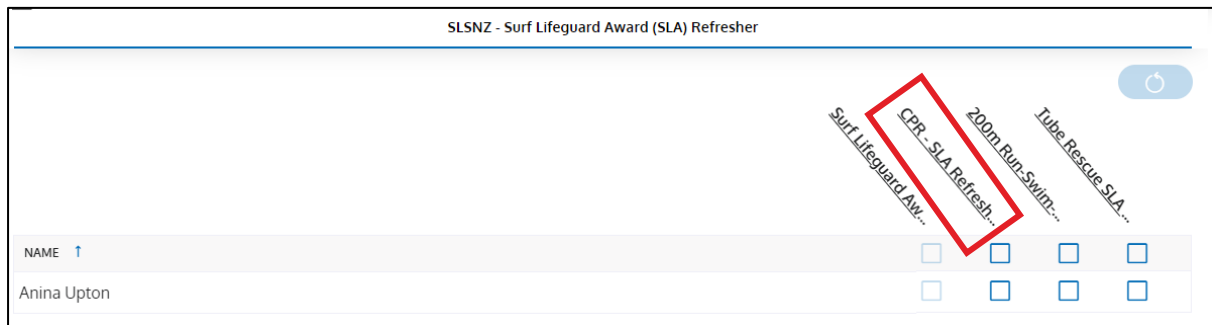 SLSNZ - Surf Lifeguard Award (SLA) Refresher
Surf Lifeguard Aw...
CPR - SLA Refresh...
200m Run-Swim-...
Tube Rescue SLA ...
NAME ↑
Anina Upton